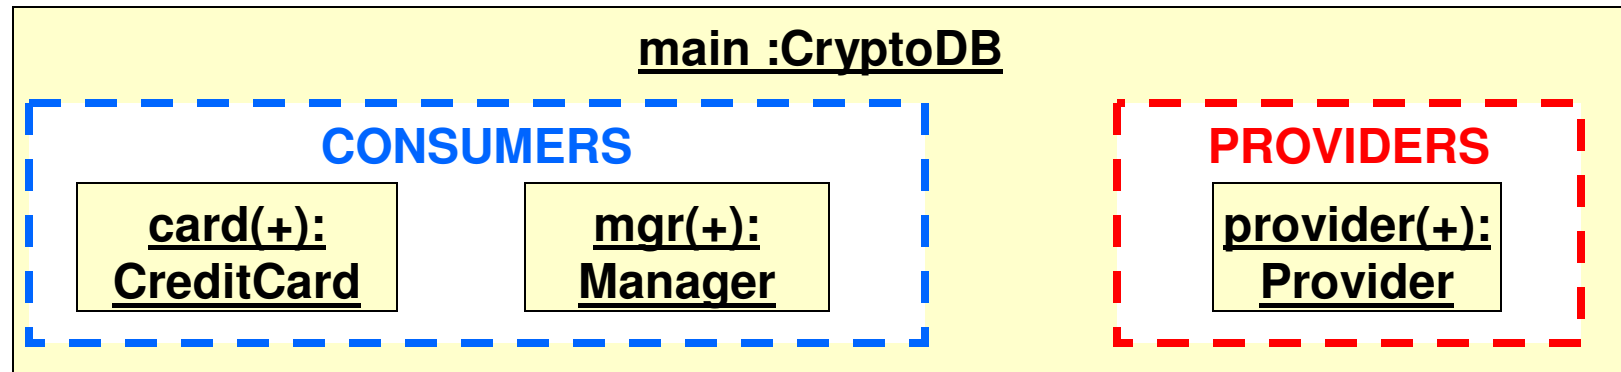 main :CryptoDB
CONSUMERS
PROVIDERS
card(+):
CreditCard
mgr(+):
Manager
provider(+):
Provider